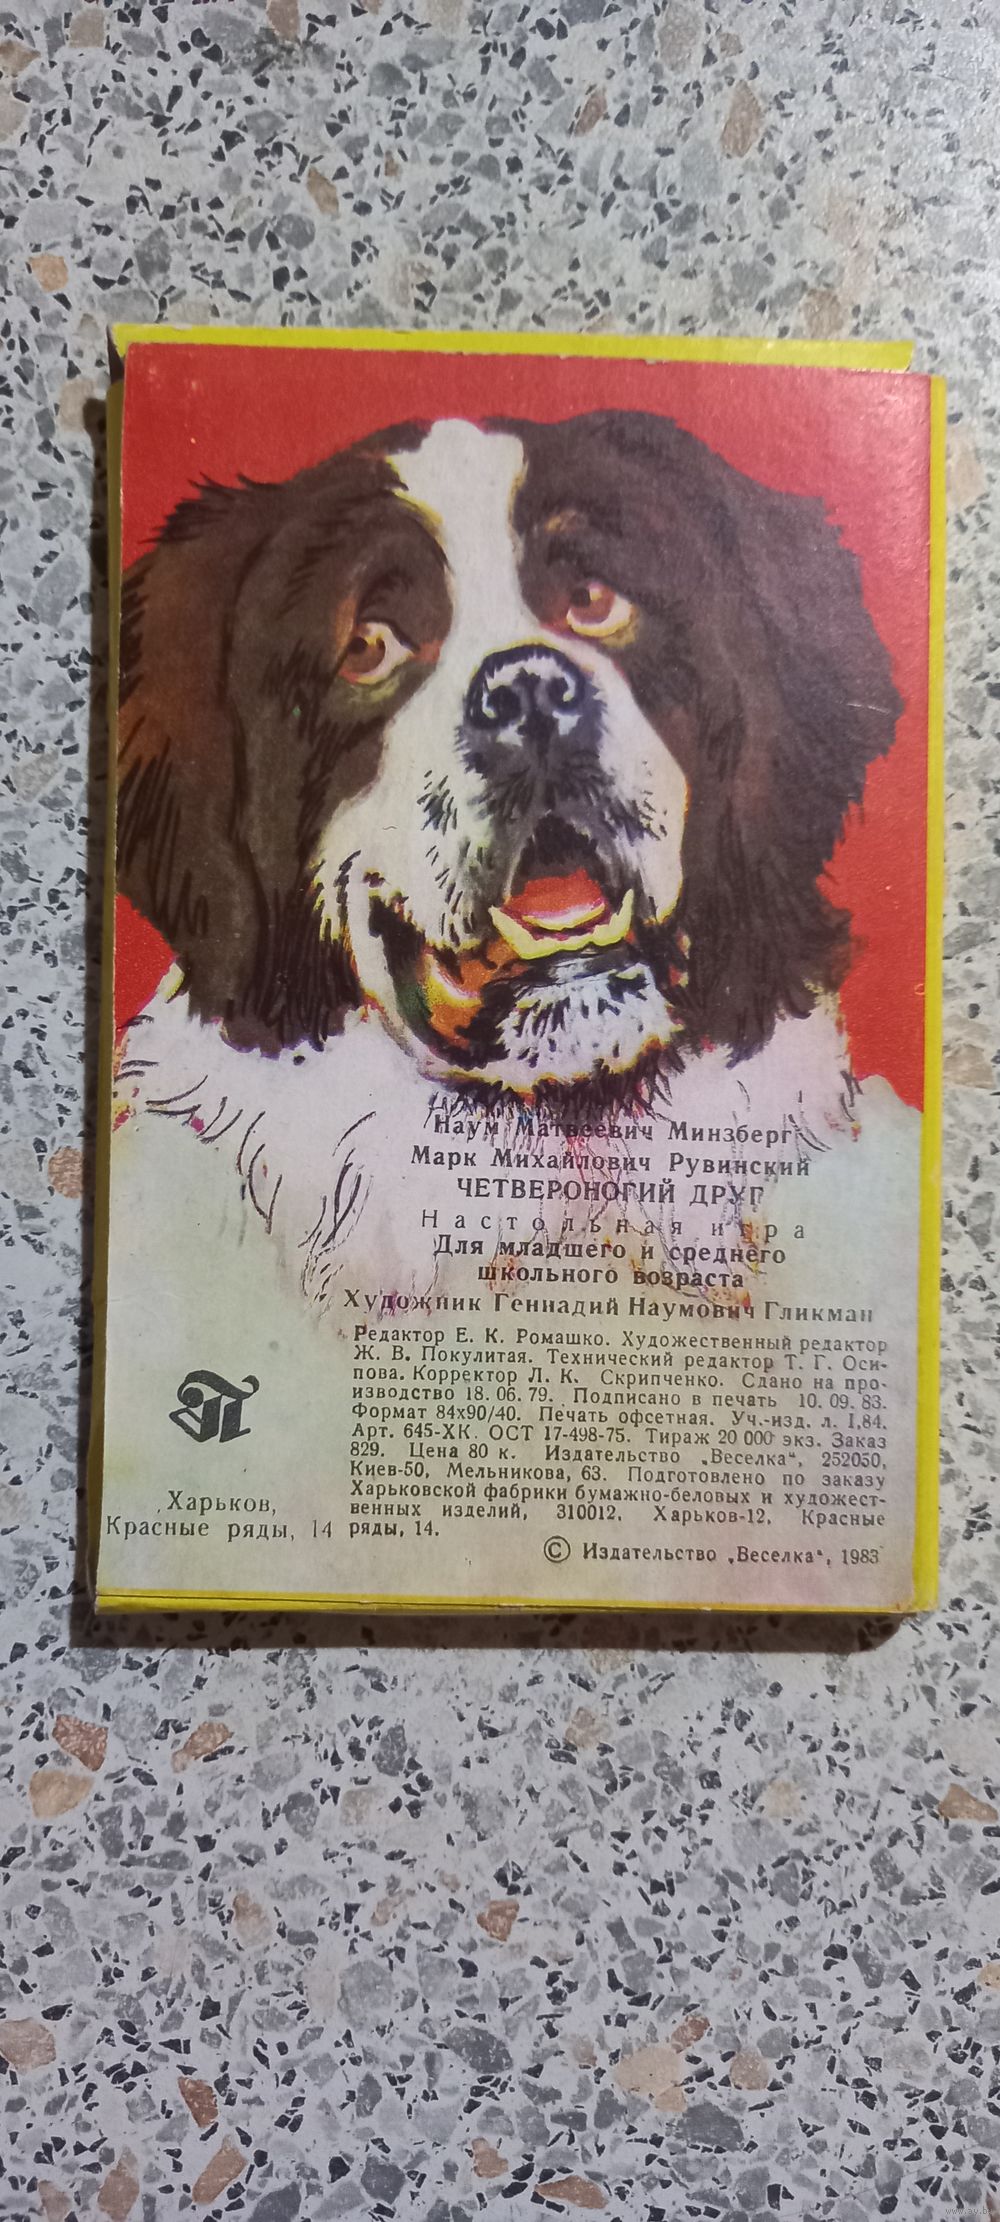 Наум Матвеевич Минзберг
Марк Михайлович Рувинский
ЧЕТВЕРОНОГИЙ ДРУГ
Настольная игра
Для младшего и среднего
школьного возраста
Художник Геннадий Наумович Гликман
Редактор Е. К. Ромашко. Художественный редактор
Ж. В. Покулитая. Технический редактор Т. Г. Оси-
пова. Корректор Л. К. Скрипченко. Сдано на про-
изводство 18. 06. 79. Подписано в печать 10. 09. 83.
Формат 84х90/40. Печать офсетная. Уч.-изд. л. 1,84.
Арт. 645-ХК. ОСТ 17-498-75. Тираж 20 000 экз. Заказ
829. Цена 80 к. Издательство „Веселка“, 252050,
Киев-50, Мельникова, 63. Подготовлено по заказу
Харьковской фабрики бумажно-беловых и художест-
венных изделий, 310012, Харьков-12, Красные
ряды, 14.
Харьков,
Красные ряды, 14
© Издательство „Веселка“, 1983